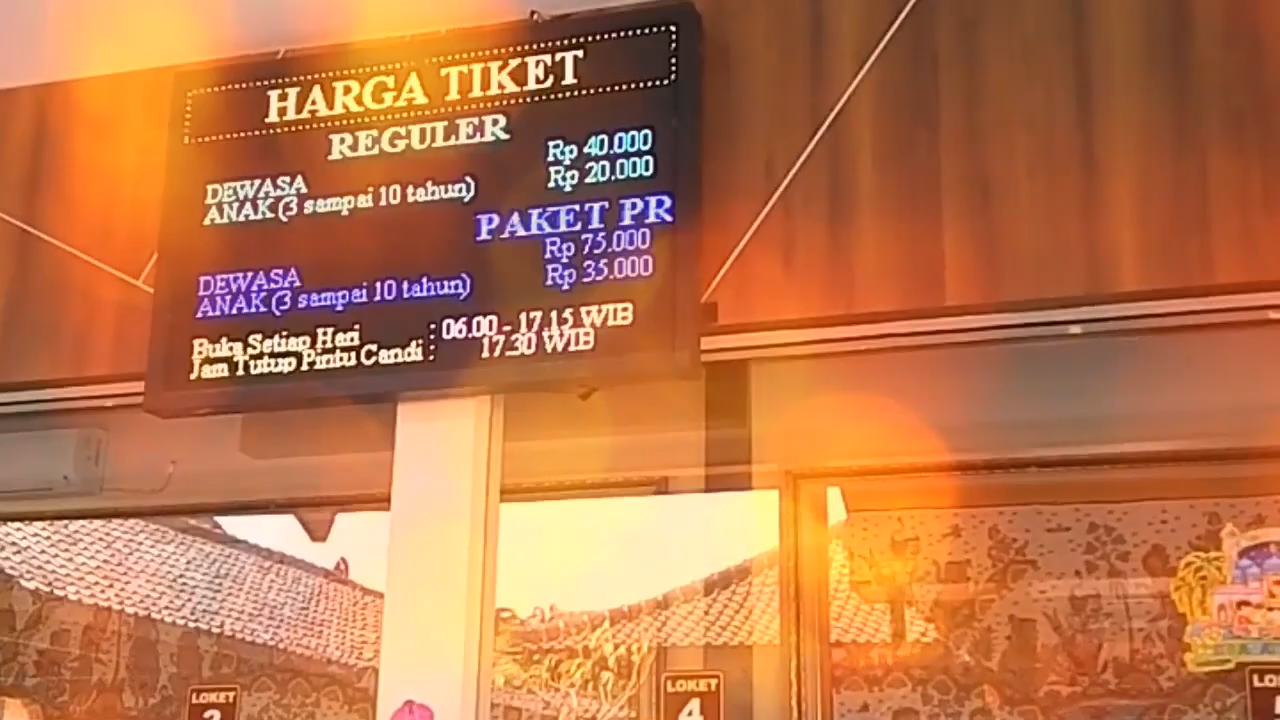 HARGA TIKET
REGULER
DEWASA Rp 40.000
ANAK (3 sampai 10 tahun) Rp 20.000
PAKET PR
DEWASA Rp 75.000
ANAK (3 sampai 10 tahun) Rp 35.000
Buka Setiap Hari : 06.00 - 17.15 WIB
Jam Tutup Pintu Candi : 17.30 WIB
LOKET
LOKET
4